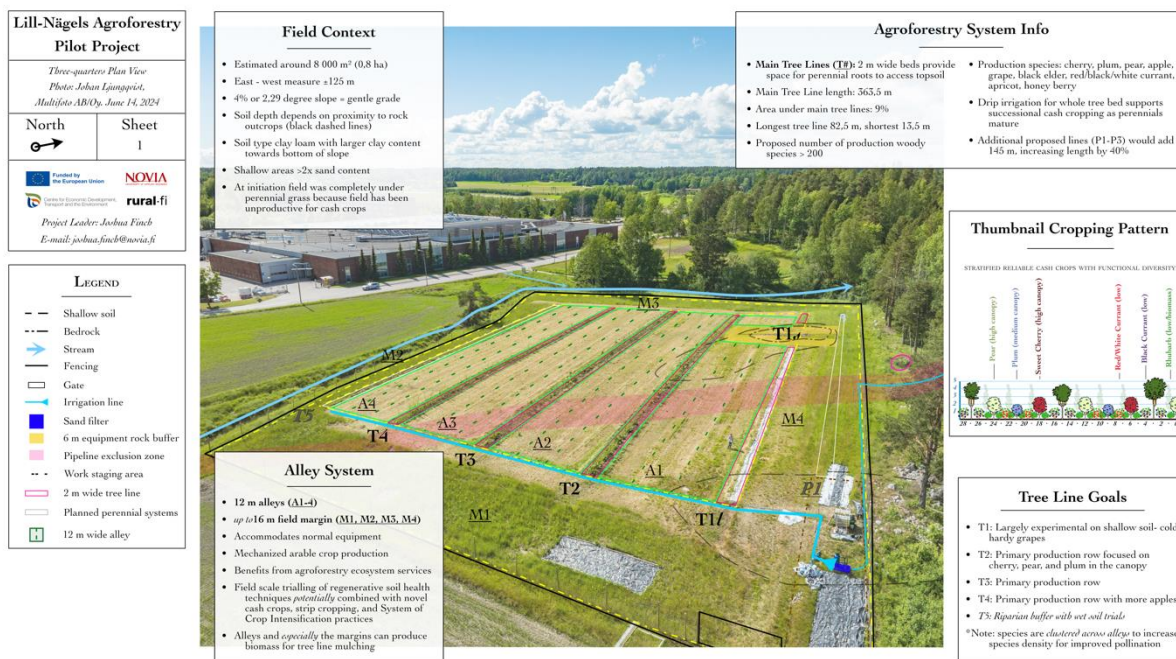 Lill-Nägels Agroforestry
Pilot Project
Three-quarters Plan View
Photo: Johan Ljungqvist,
Multifoto AB/Oy. June 14, 2024
North
Sheet
1
Funded by
the European Union
NOVIA
Centre for Economic Development,
Transport and the Environment
rural-fi
Project Leader: Joshua Finch
E-mail: joshua.finch@novia.fi
LEGEND
Shallow soil
Bedrock
Stream
Fencing
Gate
Irrigation line
Sand filter
6 m equipment rock buffer
Pipeline exclusion zone
Work staging area
2 m wide tree line
Planned perennial systems
12 m wide alley
Field Context
• Estimated around 8 000 m² (0,8 ha)
• East - west measure ±125 m
• 4% or 2,29 degree slope = gentle grade
• Soil depth depends on proximity to rock
outcrops (black dashed lines)
• Soil type clay loam with larger clay content
towards bottom of slope
• Shallow areas >2x sand content
• At initiation field was completely under
perennial grass because field has been
unproductive for cash crops
Agroforestry System Info
• Main Tree Lines (T#): 2 m wide beds provide
space for perennial roots to access topsoil
• Main Tree Line length: 363,5 m
• Area under main tree lines: 9%
• Longest tree line 82,5 m, shortest 13,5 m
• Proposed number of production woody
species > 200
• Production species: cherry, plum, pear, apple,
grape, black elder, red/black/white currant,
apricot, honey berry
• Drip irrigation for whole tree bed supports
successional cash cropping as perennials
mature
• Additional proposed lines (P1-P3) would add
145 m, increasing length by 40%
Thumbnail Cropping Pattern
STRATIFIED RELIABLE CASH CROPS WITH FUNCTIONAL DIVERSITY
Pear (high canopy)
Plum (medium canopy)
Sweet Cherry (high canopy)
Red/White Currant (low)
Black Currant (low)
Rhubarb (low/biomass)
28 - 26 - 24 - 22 - 20 - 18 - 16 - 14 - 12 - 10 - 8 - 6 - 4 - 2 -
M3
T1d
M2
T5
A4
A3
A2
A1
M4
T4
T3
T2
T1l
P1
M1
Alley System
• 12 m alleys (A1-4)
• up to 16 m field margin (M1, M2, M3, M4)
• Accommodates normal equipment
• Mechanized arable crop production
• Benefits from agroforestry ecosystem services
• Field scale trialling of regenerative soil health
techniques potentially combined with novel
cash crops, strip cropping, and System of
Crop Intensification practices
• Alleys and especially the margins can produce
biomass for tree line mulching
Tree Line Goals
• T1: Largely experimental on shallow soil- cold
hardy grapes
• T2: Primary production row focused on
cherry, pear, and plum in the canopy
• T3: Primary production row
• T4: Primary production row with more apples
• T5: Riparian buffer with wet soil trials
*Note: species are clustered across alleys to increase
species density for improved pollination